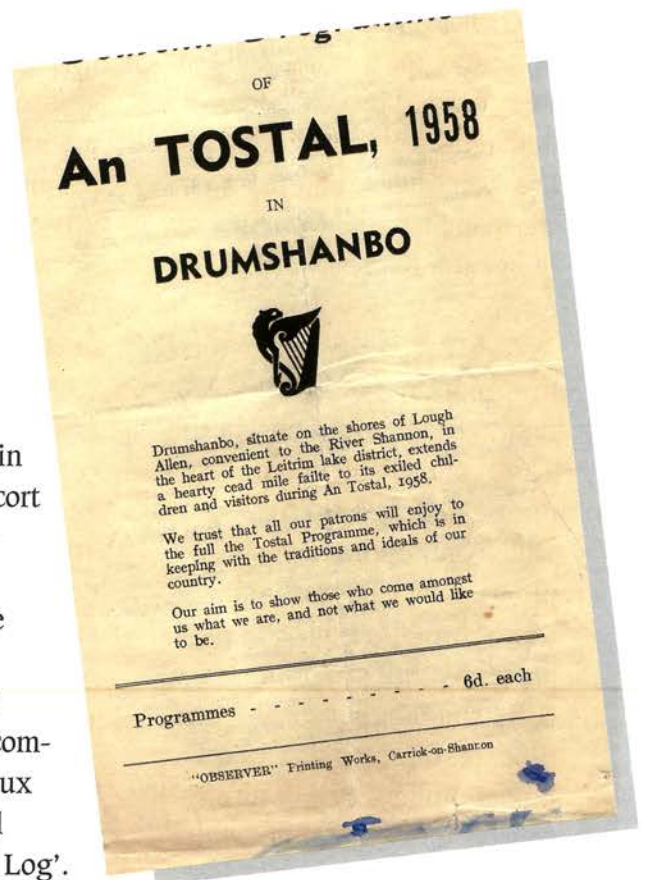 Souvenir Programme
OF
An TOSTAL, 1958
IN
DRUMSHANBO
Drumshanbo, situate on the shores of Lough
Allen, convenient to the River Shannon, in
the heart of the Leitrim lake district, extends
a hearty cead mile failte to its exiled chil-
dren and visitors during An Tostal, 1958.
We trust that all our patrons will enjoy to
the full the Tostal Programme, which is in
keeping with the traditions and ideals of our
country.
Our aim is to show those who come amongst
us what we are, and not what we would like
to be.
Programmes - - - - - - - - - 6d. each
"OBSERVER" Printing Works, Carrick-on-Shannon
in
cort
e
com-
ux
l
Log’.